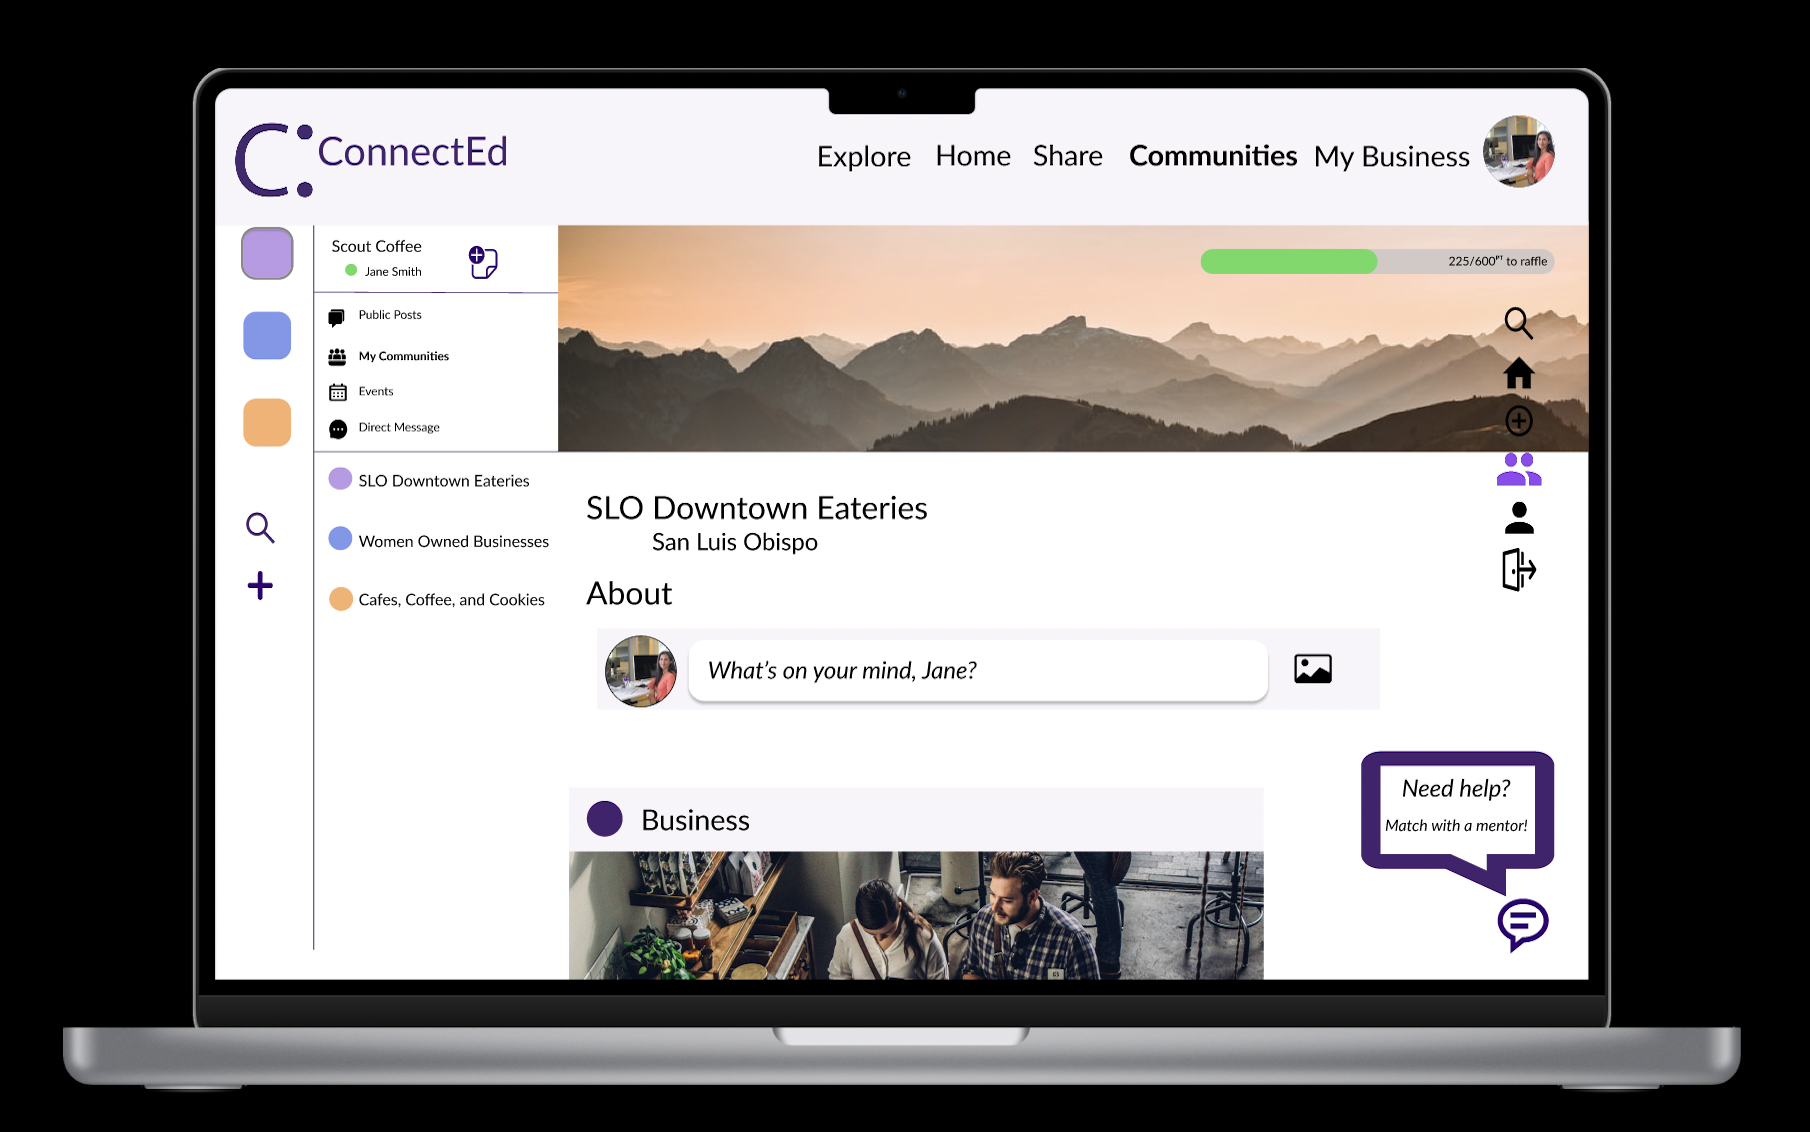 ConnectEd
Explore Home Share Communities My Business
Scout Coffee
Jane Smith
225/600PT to raffle
Public Posts
My Communities
Events
Direct Message
SLO Downtown Eateries
Women Owned Businesses
Cafes, Coffee, and Cookies
SLO Downtown Eateries
San Luis Obispo
About
What's on your mind, Jane?
Business
Need help?
Match with a mentor!